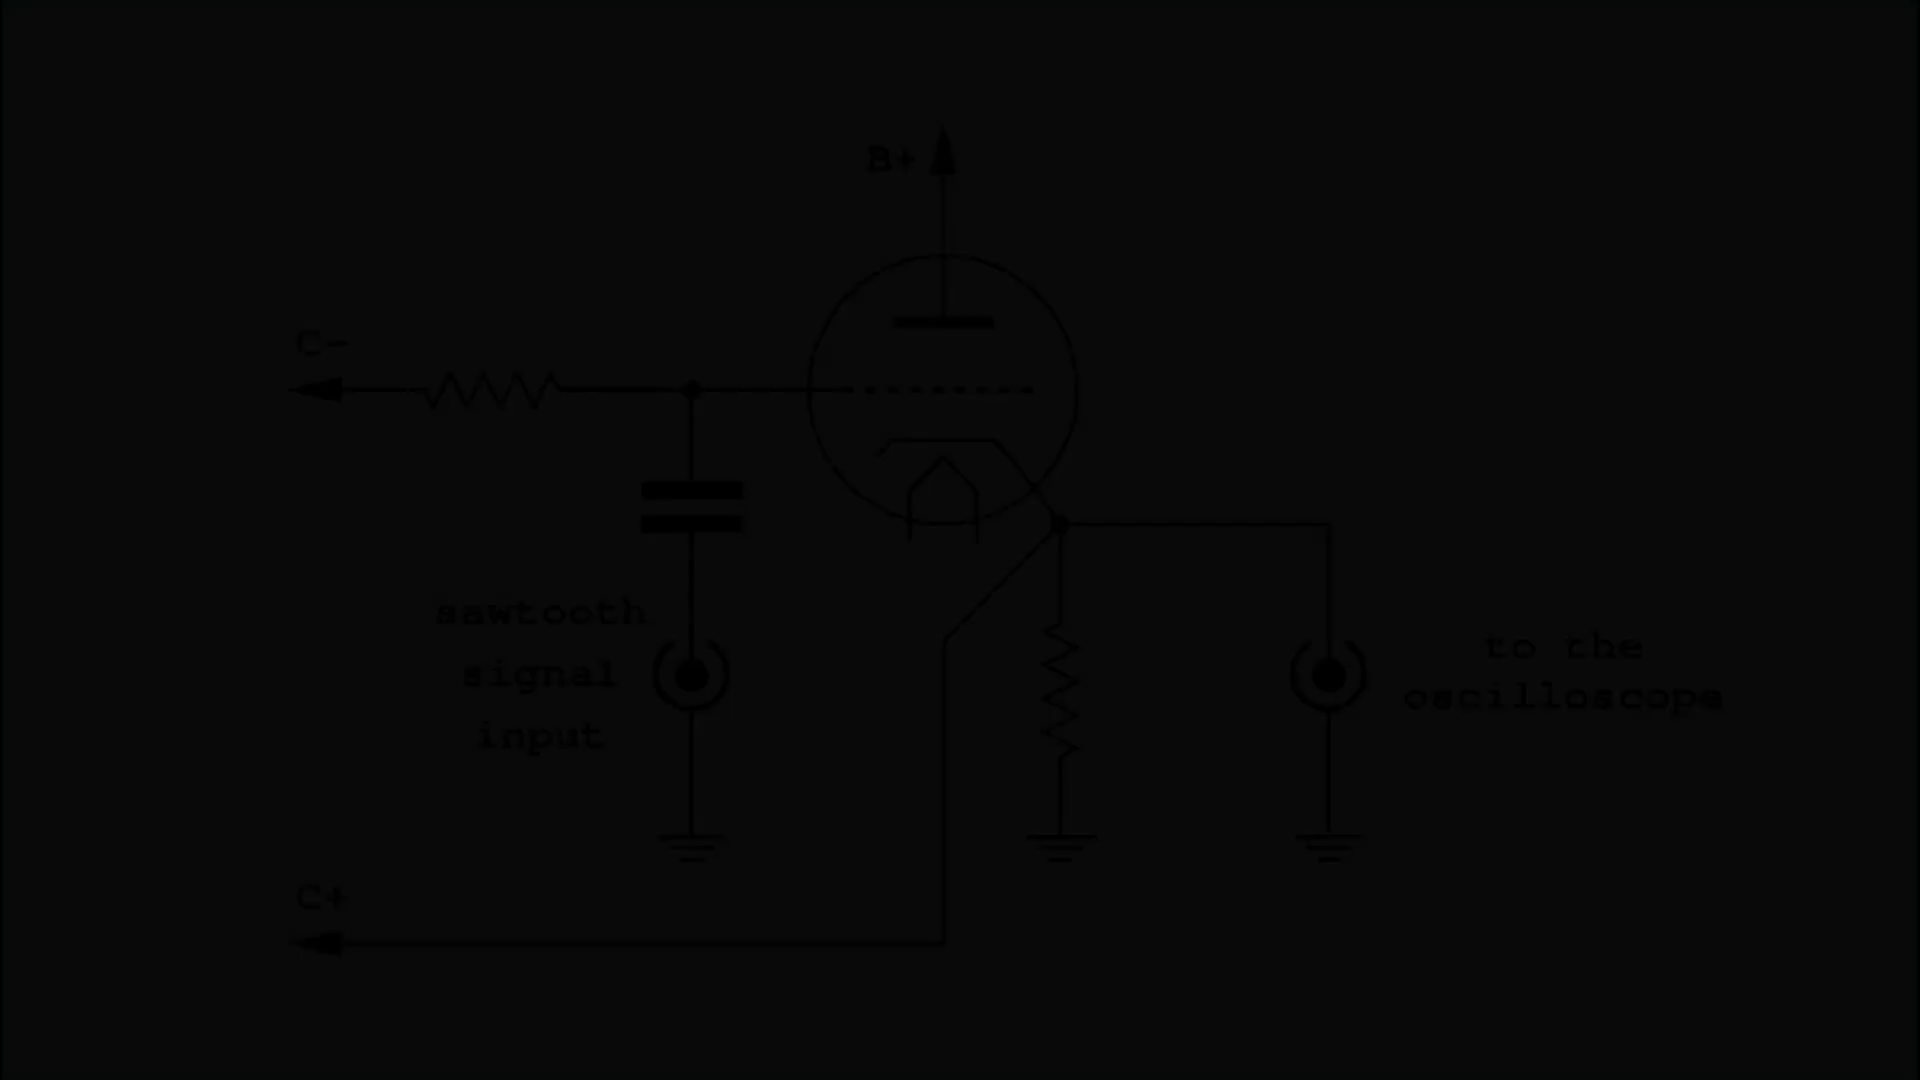 B+
C-
sawtooth
signal
input
to the
oscilloscope
C+